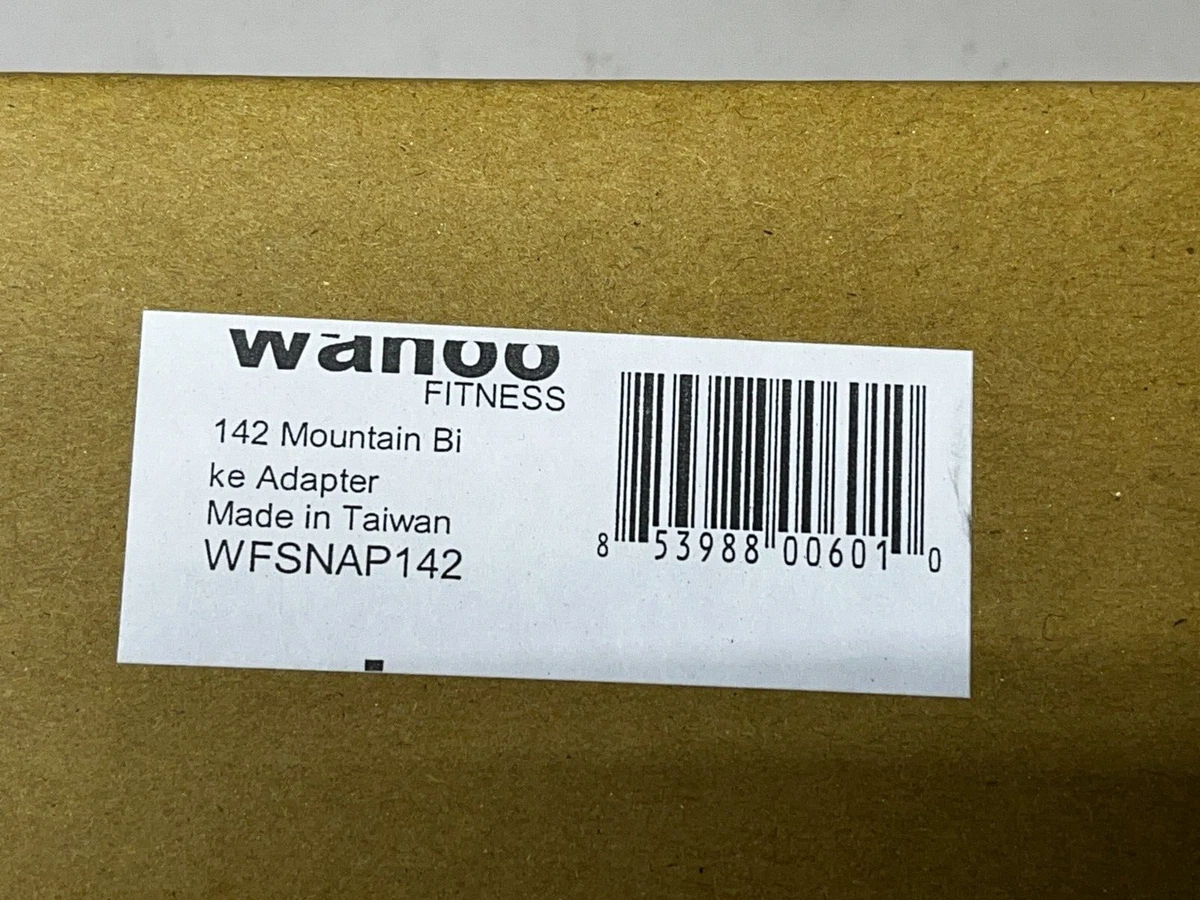 wahoo
FITNESS
142 Mountain Bi
ke Adapter
Made in Taiwan
WFSNAP142
8 53988 00601 0